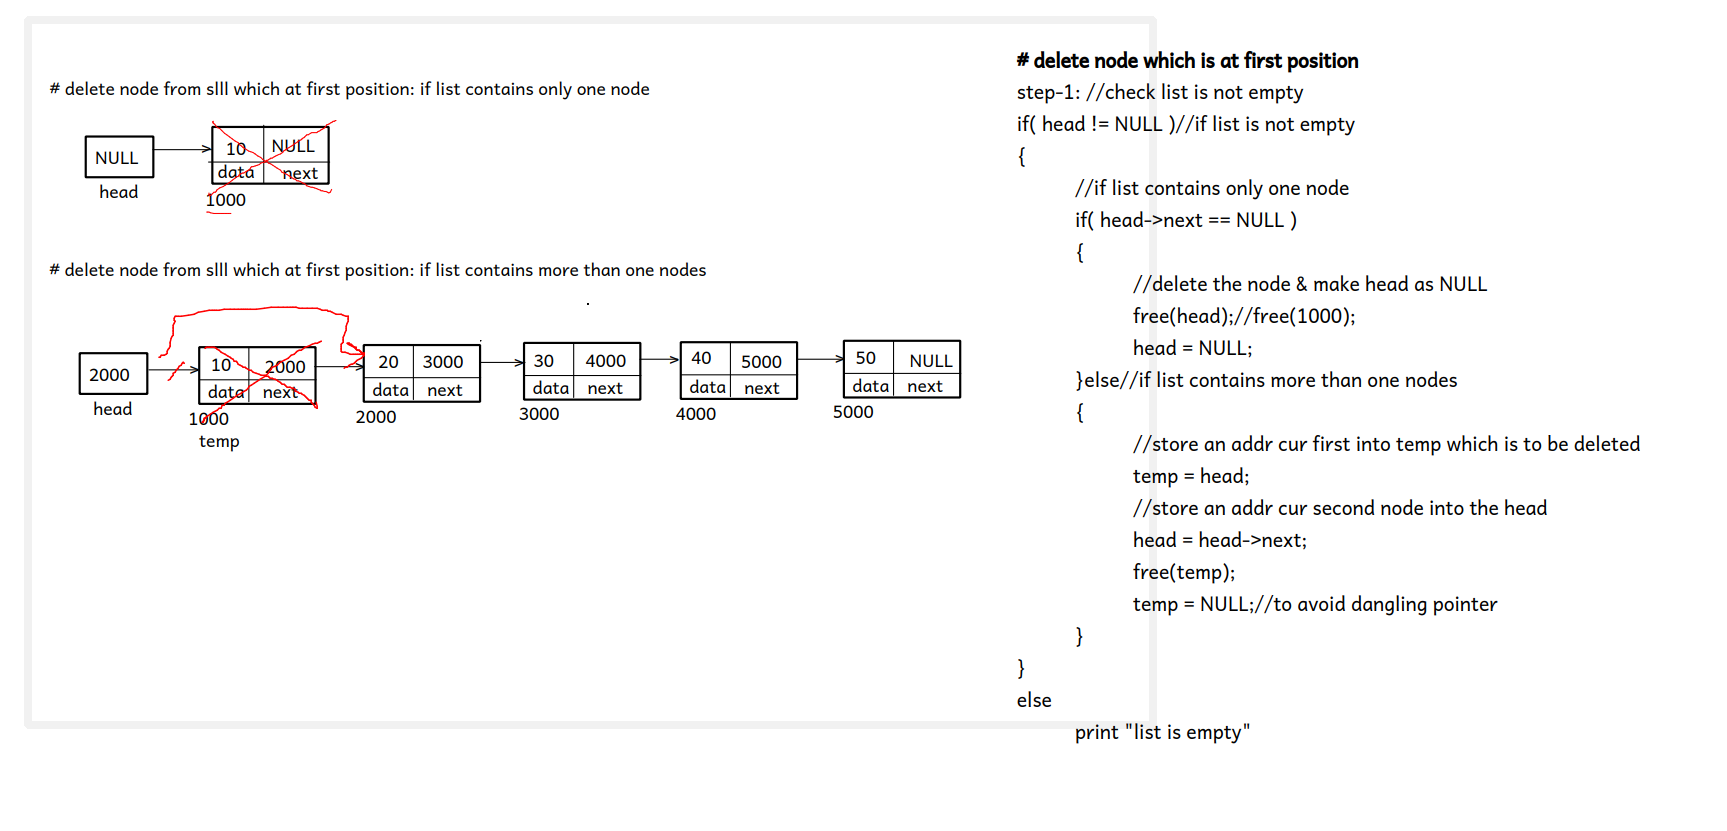 # delete node from slll which at first position: if list contains only one node
NULL
head
10 NULL
data next
1000
# delete node from slll which at first position: if list contains more than one nodes
2000
head
10 2000
data next
1000
temp
20 3000
data next
2000
30 4000
data next
3000
40 5000
data next
4000
50 NULL
data next
5000
# delete node which is at first position
step-1: //check list is not empty
if( head != NULL )//if list is not empty
{
//if list contains only one node
if( head->next == NULL )
{
//delete the node & make head as NULL
free(head);//free(1000);
head = NULL;
}else//if list contains more than one nodes
{
//store an addr cur first into temp which is to be deleted
temp = head;
//store an addr cur second node into the head
head = head->next;
free(temp);
temp = NULL;//to avoid dangling pointer
}
}
else
print "list is empty"